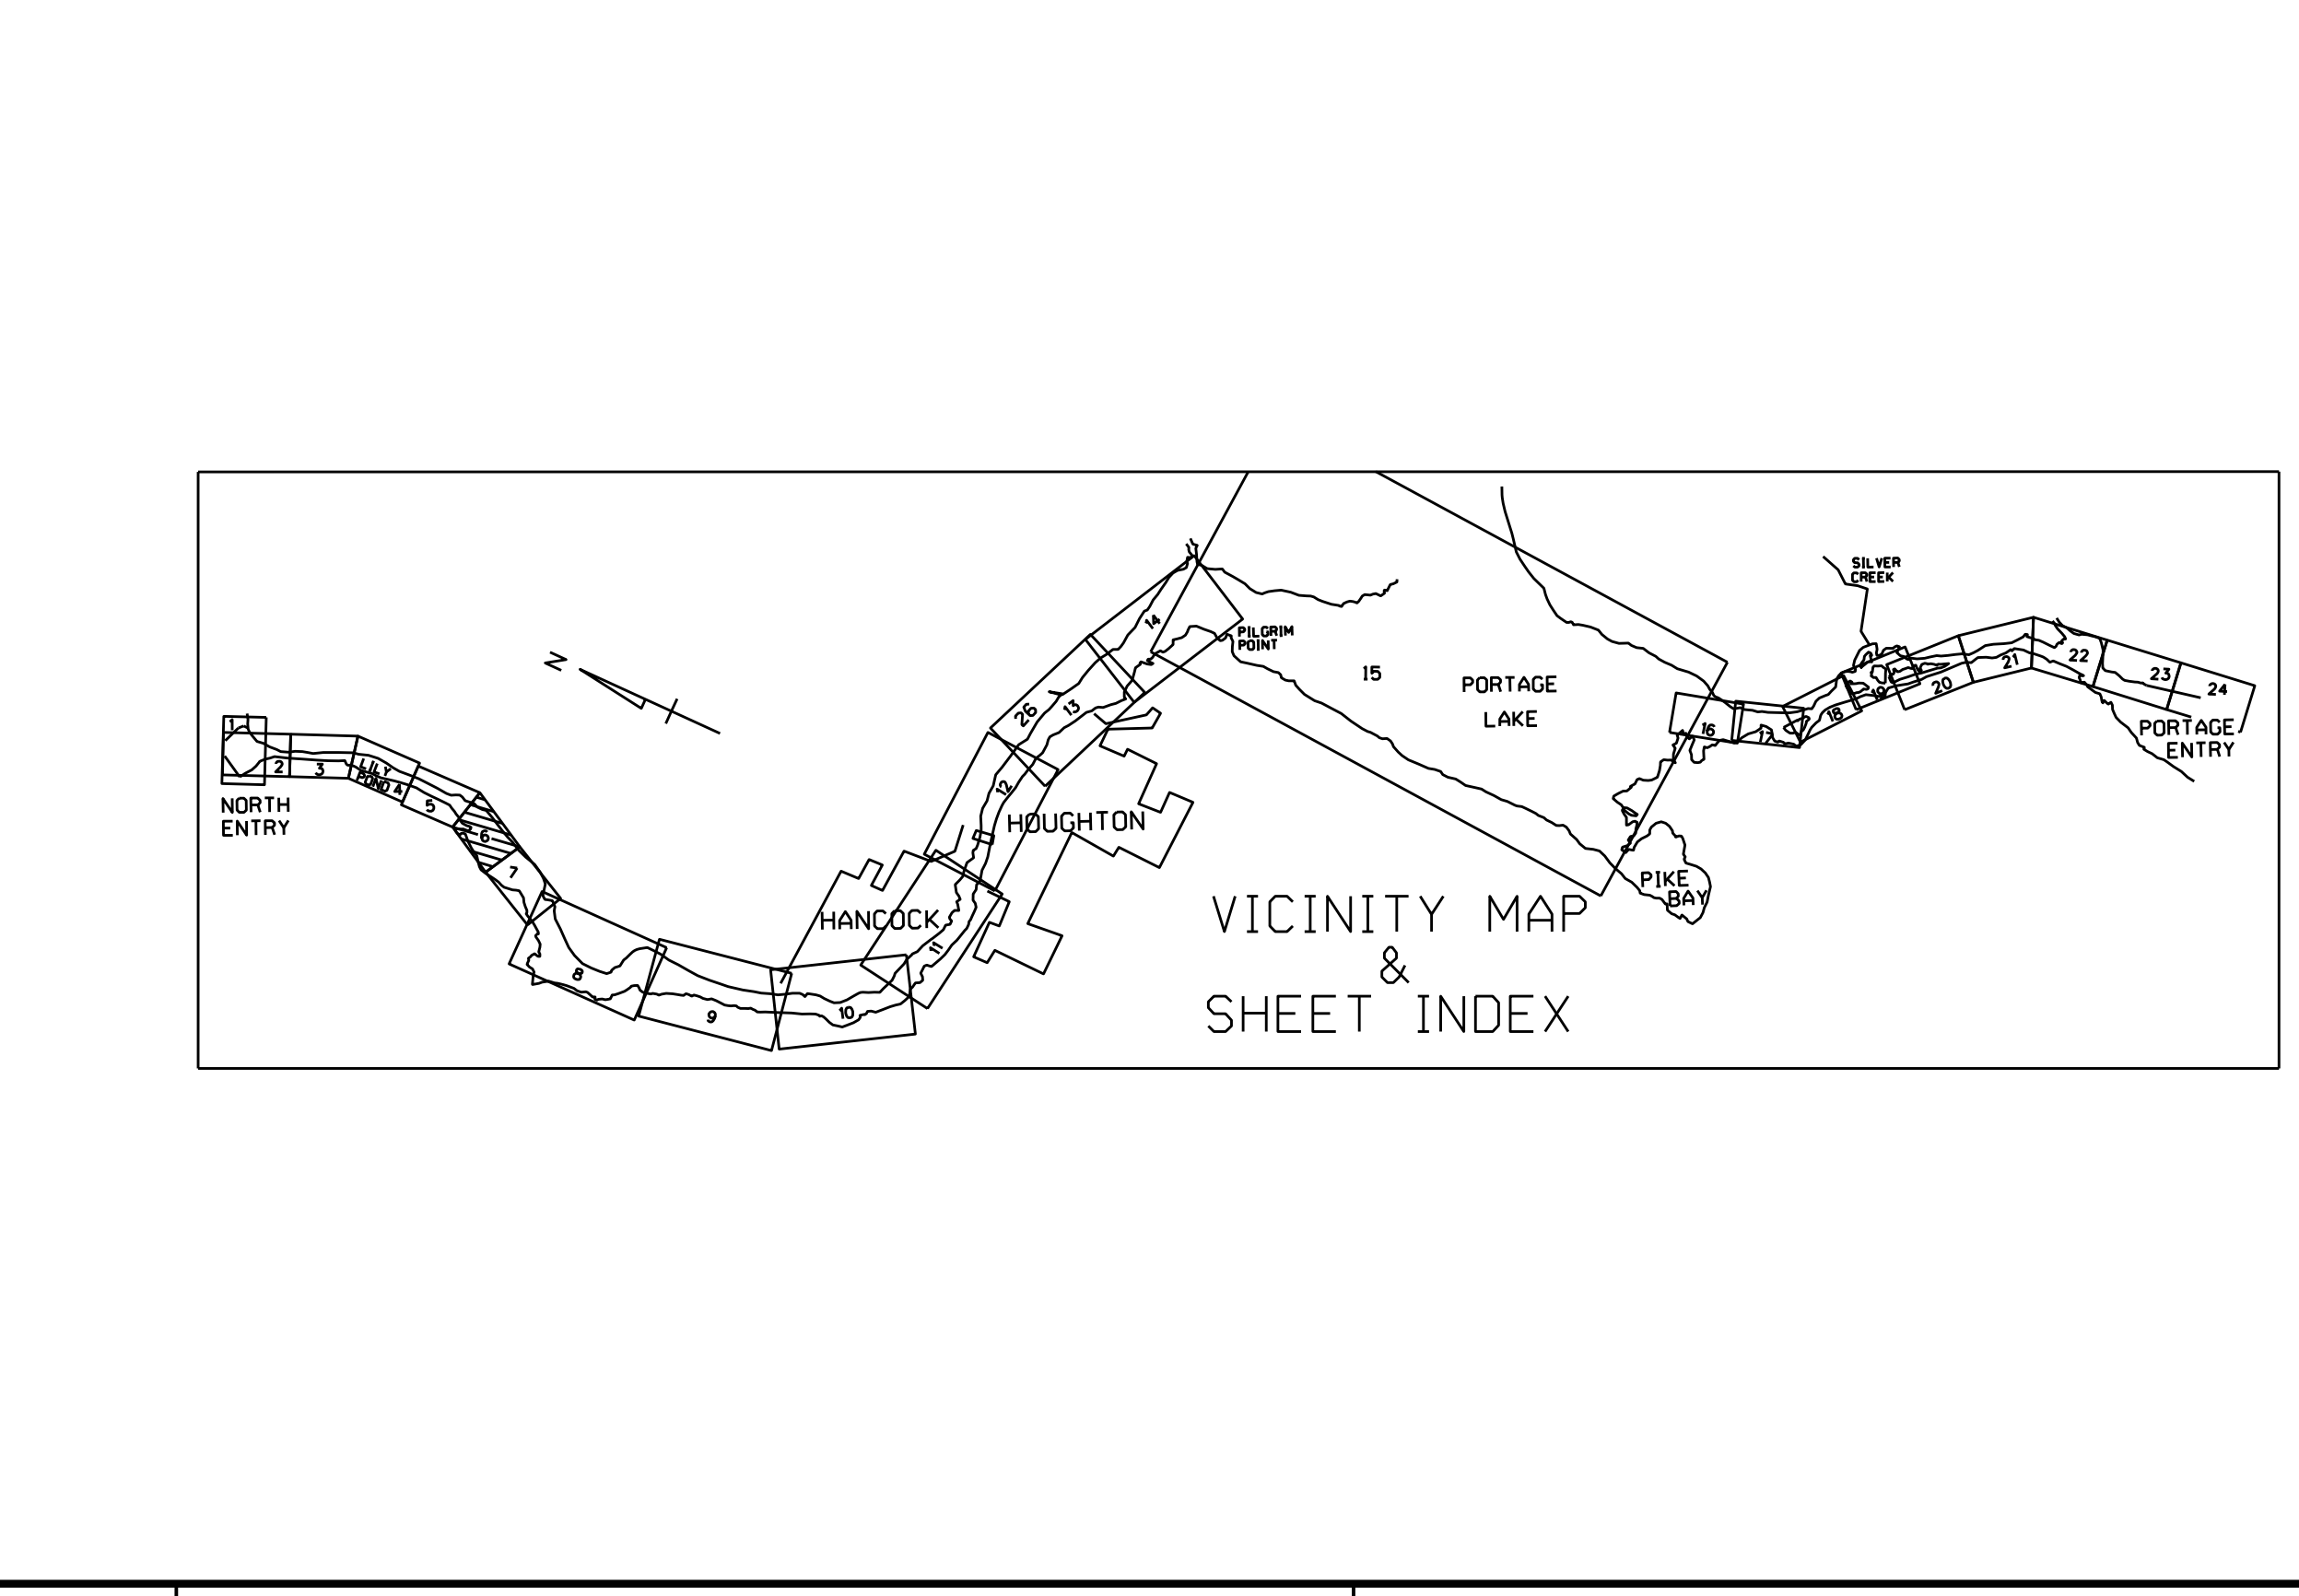 N
SILVER
CREEK
PILGRIM
POINT
PORTAGE
LAKE
PORTAGE
ENTRY
LILY
POND
NORTH
ENTRY
HOUGHTON
HANCOCK
PIKE
BAY
1
2
3
4
5
6
7
8
9
10
11
12
26
13
14
15
16
17
18
19
20
21
22
23
24
VICINITY MAP
&
SHEET INDEX